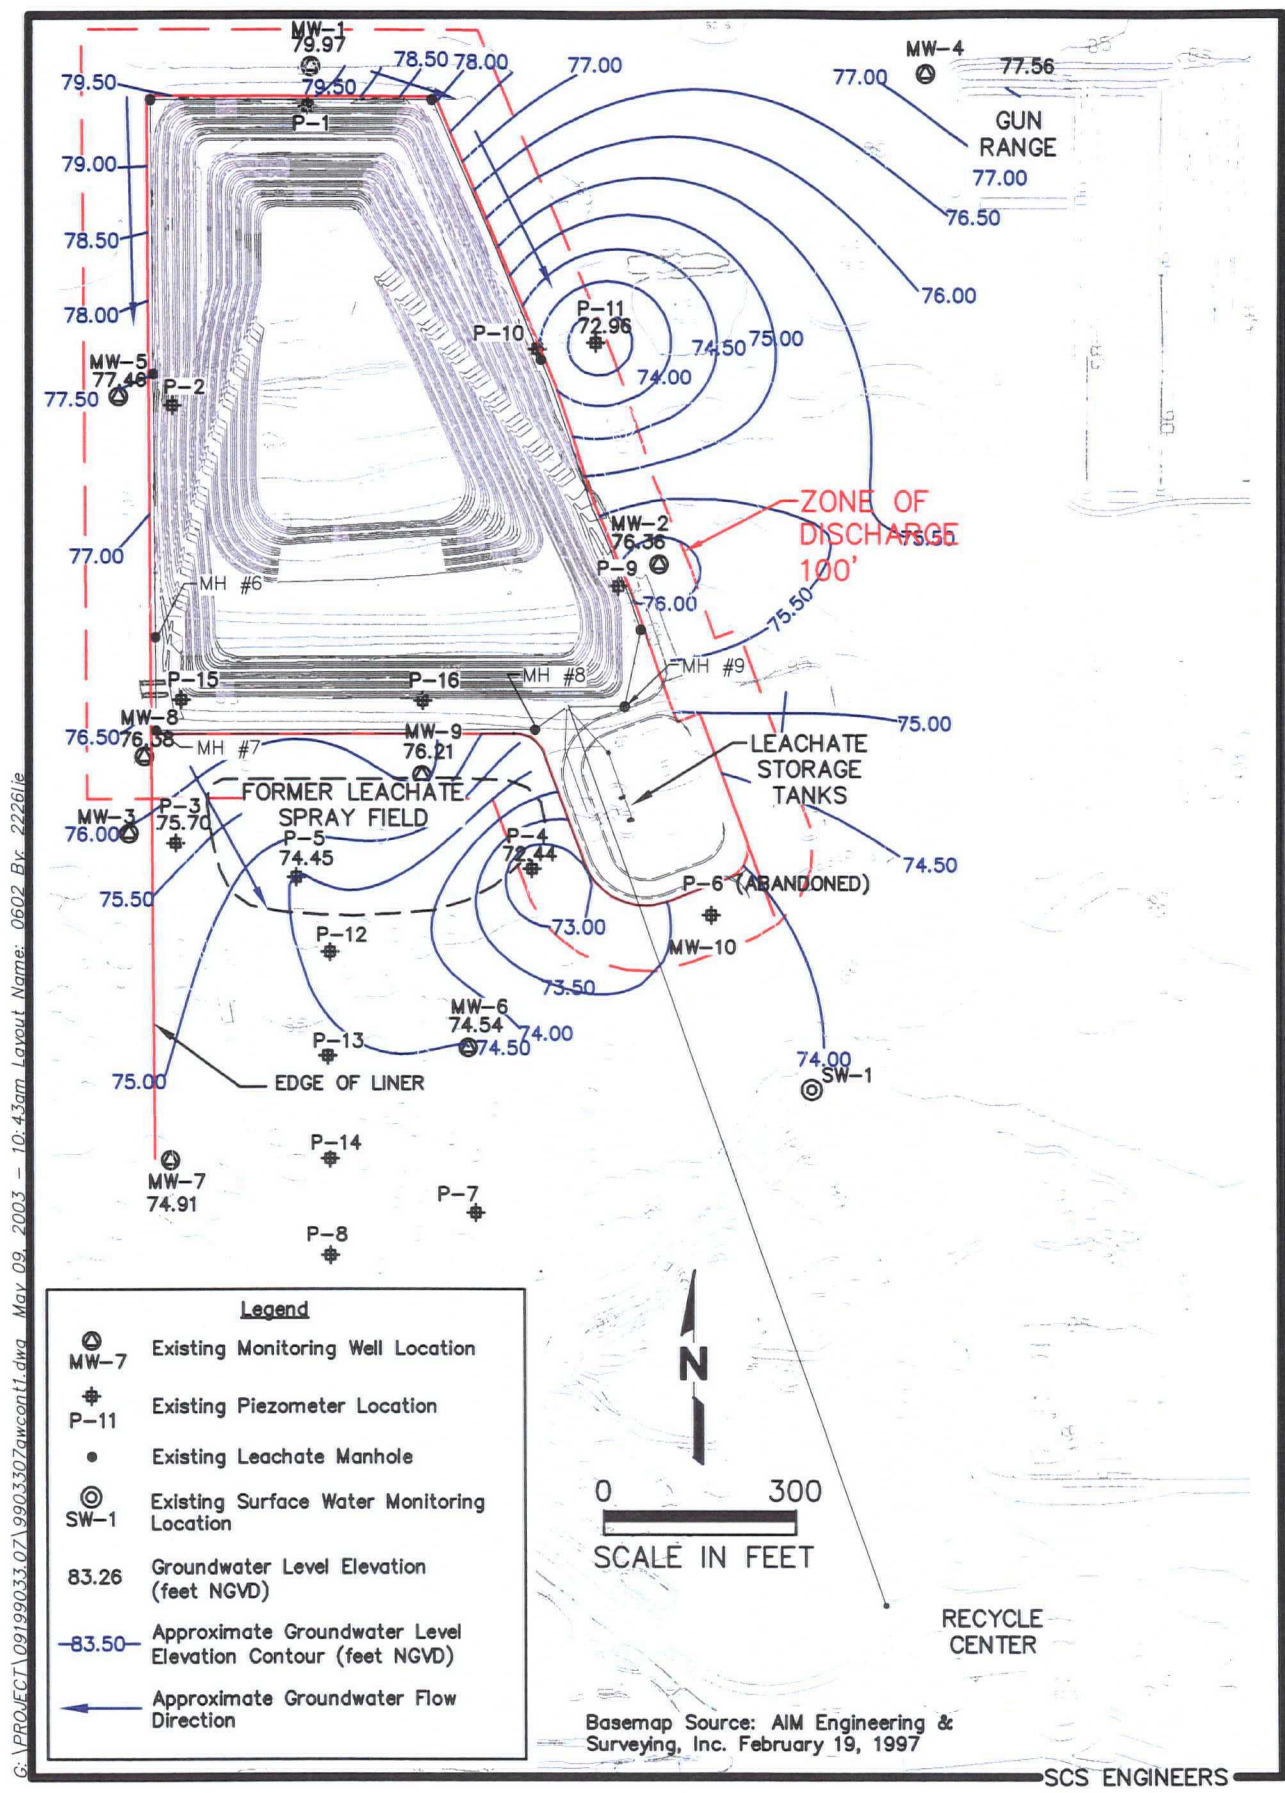 MW-1
79.97
79.50
79.50
78.50
78.00
77.00
MW-4
77.00
77.56
GUN
RANGE
77.00
P-1
79.00
78.50
78.00
76.50
76.00
P-11
72.96
P-10
74.50
75.00
74.00
MW-5
77.48
P-2
77.50
ZONE OF
DISCHARGE
100'
75.50
MW-2
76.36
P-9
76.00
75.50
77.00
MH #6
P-15
P-16
MH #8
MH #9
MW-8
76.38
76.50
MH #7
MW-9
76.21
75.00
LEACHATE
STORAGE
TANKS
FORMER LEACHATE
SPRAY FIELD
MW-3
76.00
P-3
75.70
P-5
74.45
P-4
72.44
74.50
75.50
P-6 (ABANDONED)
73.00
MW-10
P-12
73.50
MW-6
74.54
74.00
74.50
P-13
74.00
SW-1
75.00
EDGE OF LINER
P-14
MW-7
74.91
P-7
P-8
Legend
MW-7
Existing Monitoring Well Location
P-11
Existing Piezometer Location
Existing Leachate Manhole
SW-1
Existing Surface Water Monitoring
Location
83.26
Groundwater Level Elevation
(feet NGVD)
83.50
Approximate Groundwater Level
Elevation Contour (feet NGVD)
Approximate Groundwater Flow
Direction
N
0 300
SCALE IN FEET
RECYCLE
CENTER
Basemap Source: AIM Engineering &
Surveying, Inc. February 19, 1997
SCS ENGINEERS
G:\PROJECT\09199033.07\9903307gwcont1.dwg May 09, 2003 - 10:43am Layout Name: 0602 By: 2226lie